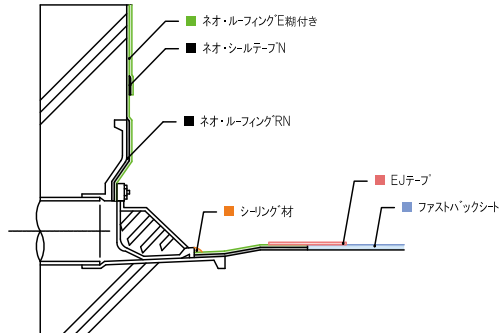 ネオ・ルーフィングE糊付き
ネオ・シールテープN
ネオ・ルーフィングRN
EJテープ
シーリング材
ファストバックシート